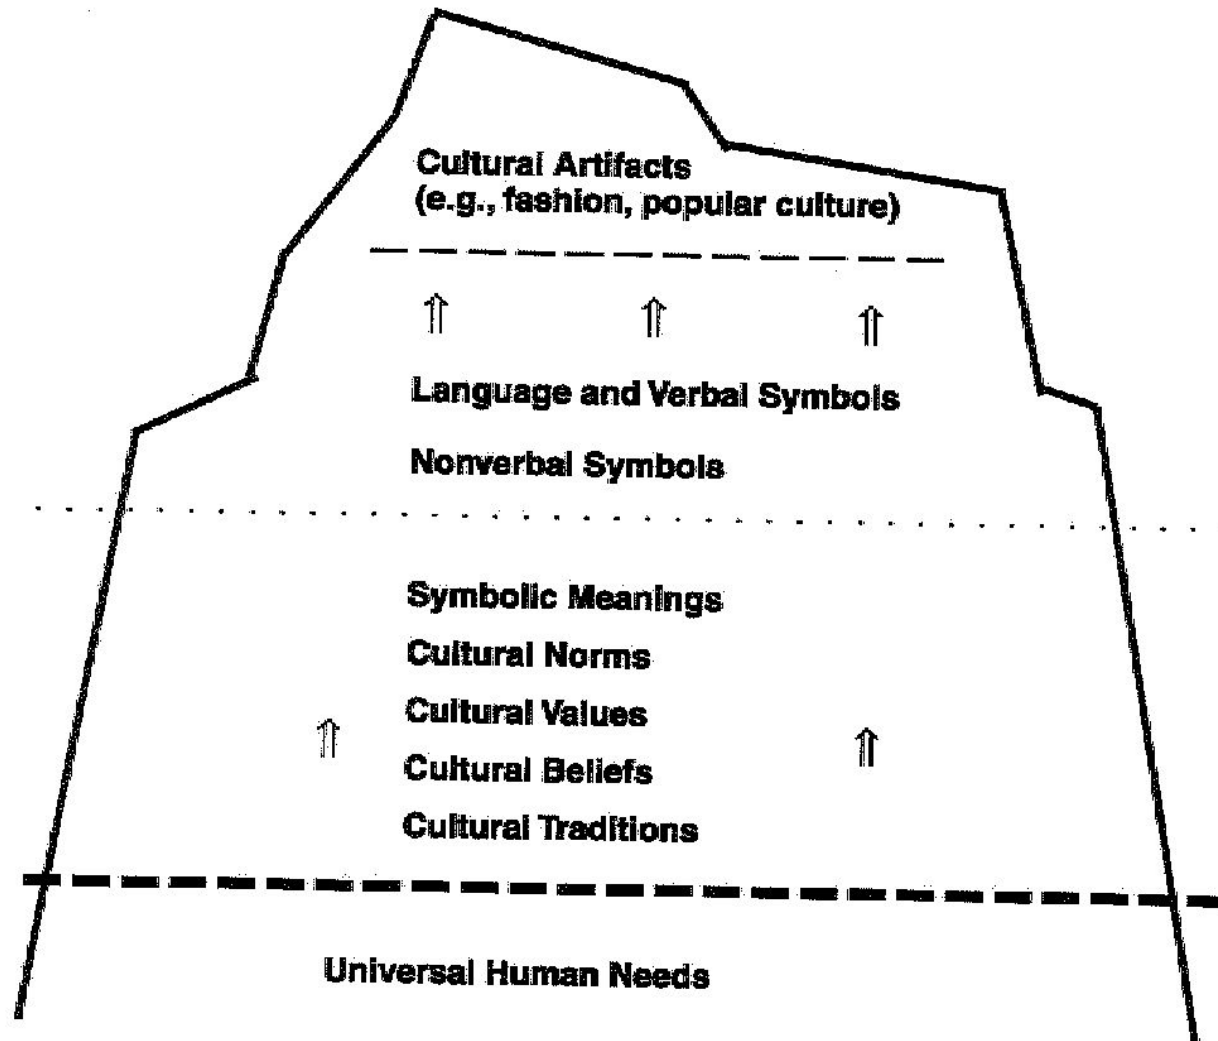 Cultural Artifacts
(e.g., fashion, popular culture)
Language and Verbal Symbols
Nonverbal Symbols
Symbolic Meanings
Cultural Norms
Cultural Values
Cultural Beliefs
Cultural Traditions
Universal Human Needs